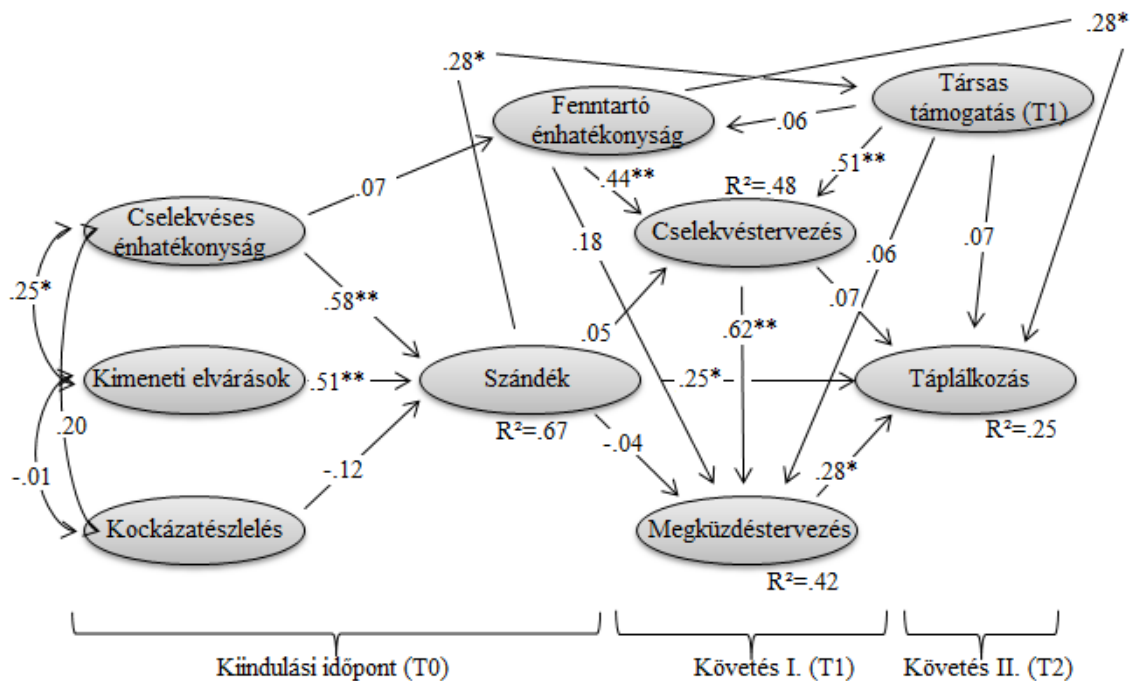 .28*
.28*
Társas
támogatás (T1)
Fenntartó
énhatékonyság
.06
.51**
.44**
R²=.48
.07
Cselekvéses
énhatékonyság
Cselekvéstervezés
.18
.06
.07
.25*
.58**
.05
.62**
.07
Kimeneti elvárások
.51**
Szándék
.25*
Táplálkozás
.20
R²=.67
R²=.25
-.01
-.12
-.04
.28*
Kockázatészlelés
Megküzdéstervezés
R²=.42
Kiindulási időpont (T0)
Követés I. (T1)
Követés II. (T2)